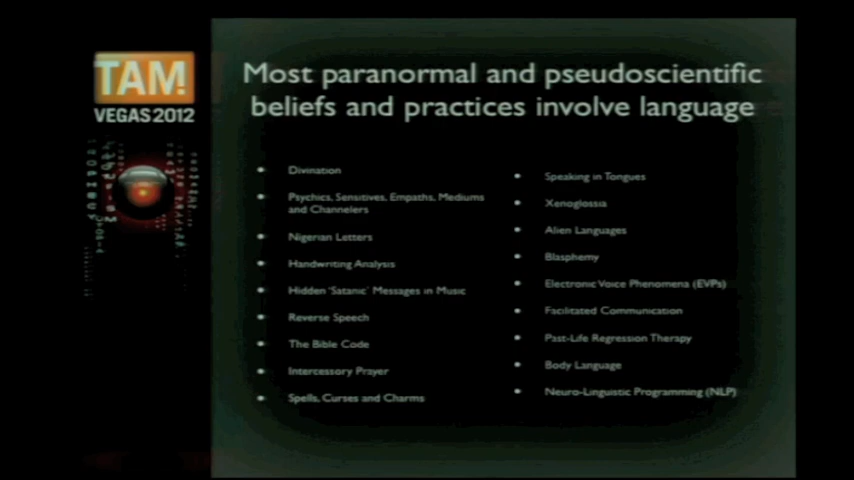 TAM!
VEGAS 2012
Most paranormal and pseudoscientific
beliefs and practices involve language
Divination
Psychics, Sensitives, Empaths, Mediums
and Channelers
Nigerian Letters
Handwriting Analysis
Hidden 'Satanic' Messages in Music
Reverse Speech
The Bible Code
Intercessory Prayer
Spells, Curses and Charms
Speaking in Tongues
Xenoglossia
Alien Languages
Blasphemy
Electronic Voice Phenomena (EVPs)
Facilitated Communication
Past-Life Regression Therapy
Body Language
Neuro-Linguistic Programming (NLP)